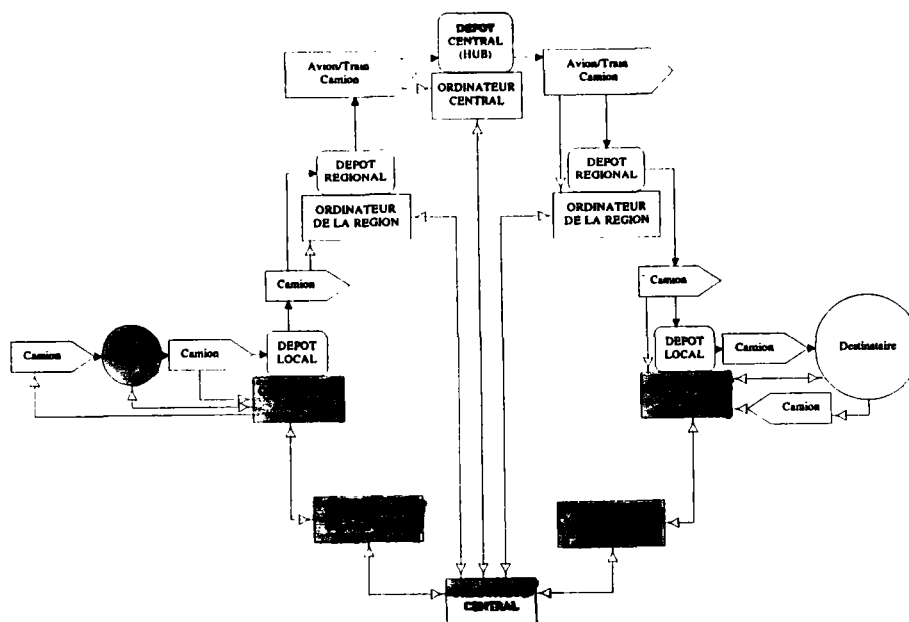 DEPOT
CENTRAL
(HUB)
Avion/Train
Camion
Avion/Train
Camion
ORDINATEUR
CENTRAL
DEPOT
REGIONAL
DEPOT
REGIONAL
ORDINATEUR
DE LA REGION
ORDINATEUR
DE LA REGION
Camion
Camion
Camion
Camion
DEPOT
LOCAL
DEPOT
LOCAL
Camion
Destinataire
Camion
CENTRAL